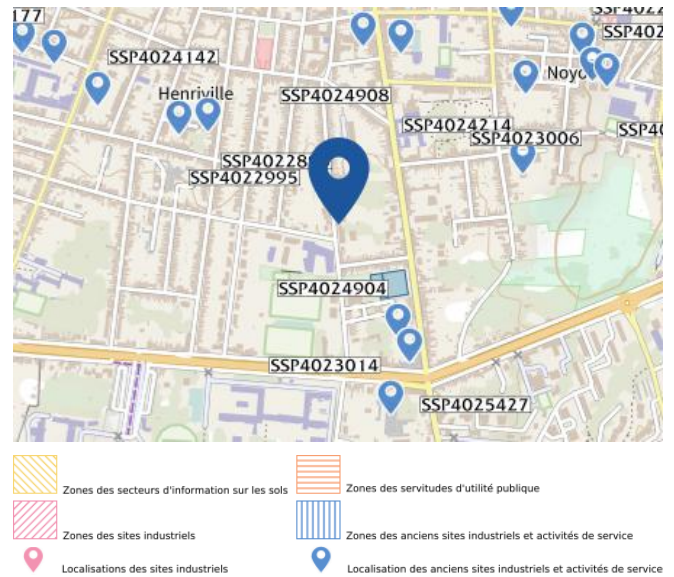 177
SSP4022
SSP402
SSP4024142
Henriville
Noyo
SSP4024908
SSP4024214
SSP4023006
SSP40
SSP4022995
SSP4024904
SSP4023014
SSP4025427
Zones des secteurs d'information sur les sols
Zones des servitudes d'utilité publique
Zones des sites industriels
Zones des anciens sites industriels et activités de service
Localisations des sites industriels
Localisation des anciens sites industriels et activités de service